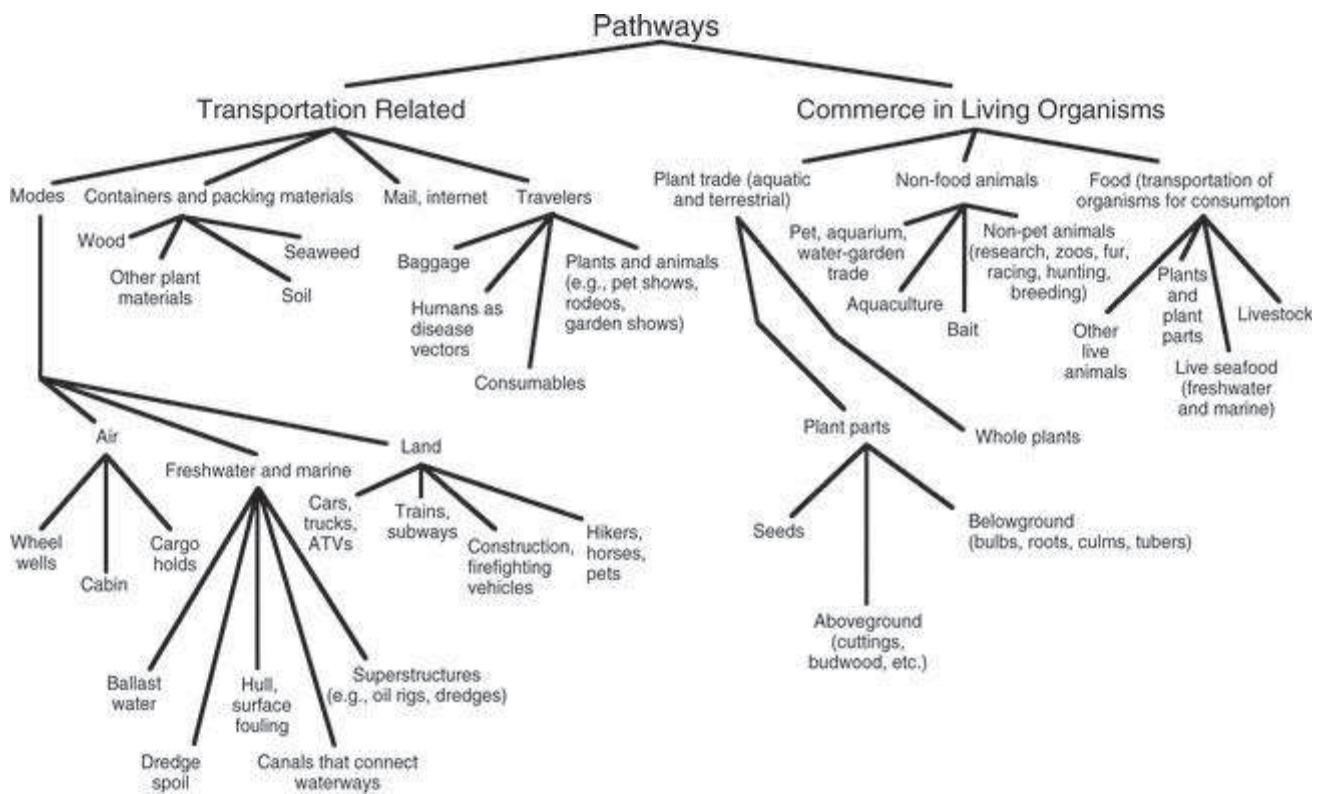 Pathways
Transportation Related
Commerce in Living Organisms
Modes
Containers and packing materials
Mail, internet
Travelers
Plant trade (aquatic
and terrestrial)
Non-food animals
Food (transportation of
organisms for consumpton
Wood
Other plant
materials
Soil
Seaweed
Baggage
Humans as
disease
vectors
Consumables
Plants and animals
(e.g., pet shows,
rodeos,
garden shows)
Pet, aquarium,
water-garden
trade
Aquaculture
Bait
Non-pet animals
(research, zoos, fur,
racing, hunting,
breeding)
Other
live
animals
Plants
and
plant
parts
Live seafood
(freshwater
and marine)
Livestock
Air
Freshwater and marine
Land
Plant parts
Whole plants
Wheel
wells
Cabin
Cargo
holds
Cars,
trucks,
ATVs
Trains,
subways
Construction,
firefighting
vehicles
Hikers,
horses,
pets
Seeds
Aboveground
(cuttings,
budwood, etc.)
Belowground
(bulbs, roots, culms, tubers)
Ballast
water
Dredge
spoil
Hull,
surface
fouling
Canals that connect
waterways
Superstructures
(e.g., oil rigs, dredges)